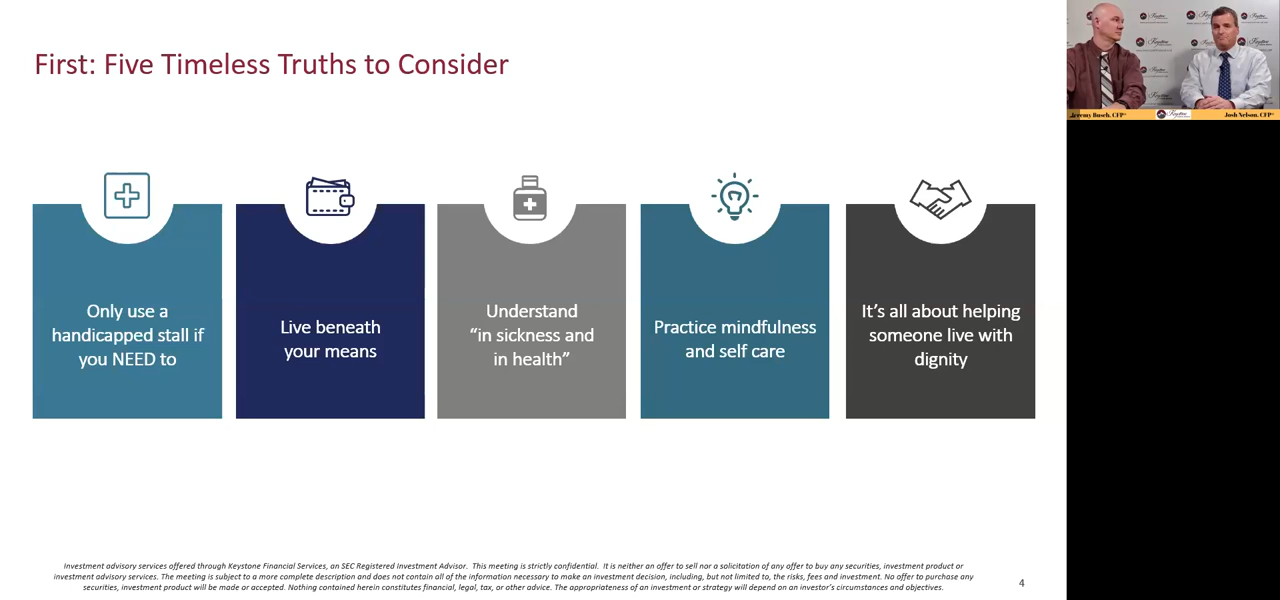 First: Five Timeless Truths to Consider
Only use a
handicapped stall if
you NEED to
Live beneath
your means
Understand
“in sickness and
in health”
Practice mindfulness
and self care
It’s all about helping
someone live with
dignity
Investment advisory services offered through Keystone Financial Services, an SEC Registered Investment Advisor. This meeting is strictly confidential. It is neither an offer to sell nor a solicitation of any offer to buy any securities, investment product or
investment advisory services. The meeting is subject to a more complete description and does not contain all of the information necessary to make an investment decision, including, but not limited to, the risks, fees and investment. No offer to purchase any
securities, investment product will be made or accepted. Nothing contained herein constitutes financial, legal, tax, or other advice. The appropriateness of an investment or strategy will depend on an investor’s circumstances and objectives.
4
Jeremy Busch, CFP®
Keystone
Josh Nelson, CFP®